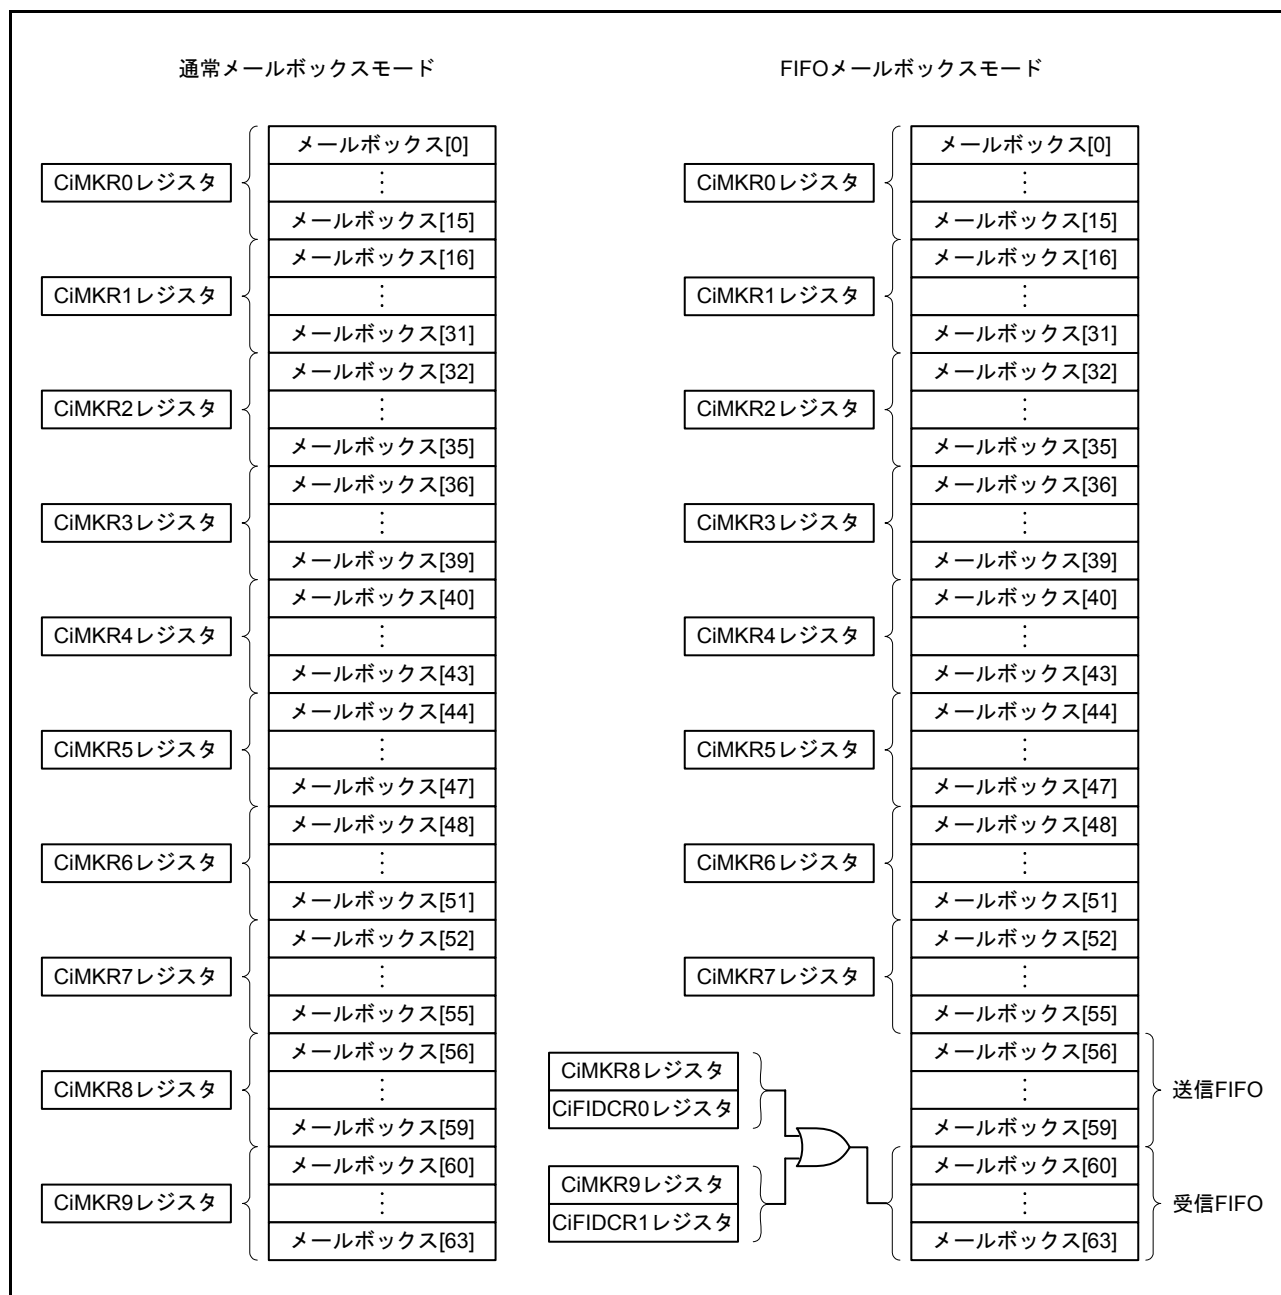 通常メールボックスモード
メールボックス[0]
CiMKR0レジスタ
メールボックス[15]
メールボックス[16]
CiMKR1レジスタ
メールボックス[31]
メールボックス[32]
CiMKR2レジスタ
メールボックス[35]
メールボックス[36]
CiMKR3レジスタ
メールボックス[39]
メールボックス[40]
CiMKR4レジスタ
メールボックス[43]
メールボックス[44]
CiMKR5レジスタ
メールボックス[47]
メールボックス[48]
CiMKR6レジスタ
メールボックス[51]
メールボックス[52]
CiMKR7レジスタ
メールボックス[55]
メールボックス[56]
CiMKR8レジスタ
メールボックス[59]
メールボックス[60]
CiMKR9レジスタ
メールボックス[63]
FIFOメールボックスモード
メールボックス[0]
CiMKR0レジスタ
メールボックス[15]
メールボックス[16]
CiMKR1レジスタ
メールボックス[31]
メールボックス[32]
CiMKR2レジスタ
メールボックス[35]
メールボックス[36]
CiMKR3レジスタ
メールボックス[39]
メールボックス[40]
CiMKR4レジスタ
メールボックス[43]
メールボックス[44]
CiMKR5レジスタ
メールボックス[47]
メールボックス[48]
CiMKR6レジスタ
メールボックス[51]
メールボックス[52]
CiMKR7レジスタ
メールボックス[55]
メールボックス[56]
CiMKR8レジスタ
CiFIDCR0レジスタ
送信FIFO
メールボックス[59]
メールボックス[60]
CiMKR9レジスタ
CiFIDCR1レジスタ
受信FIFO
メールボックス[63]